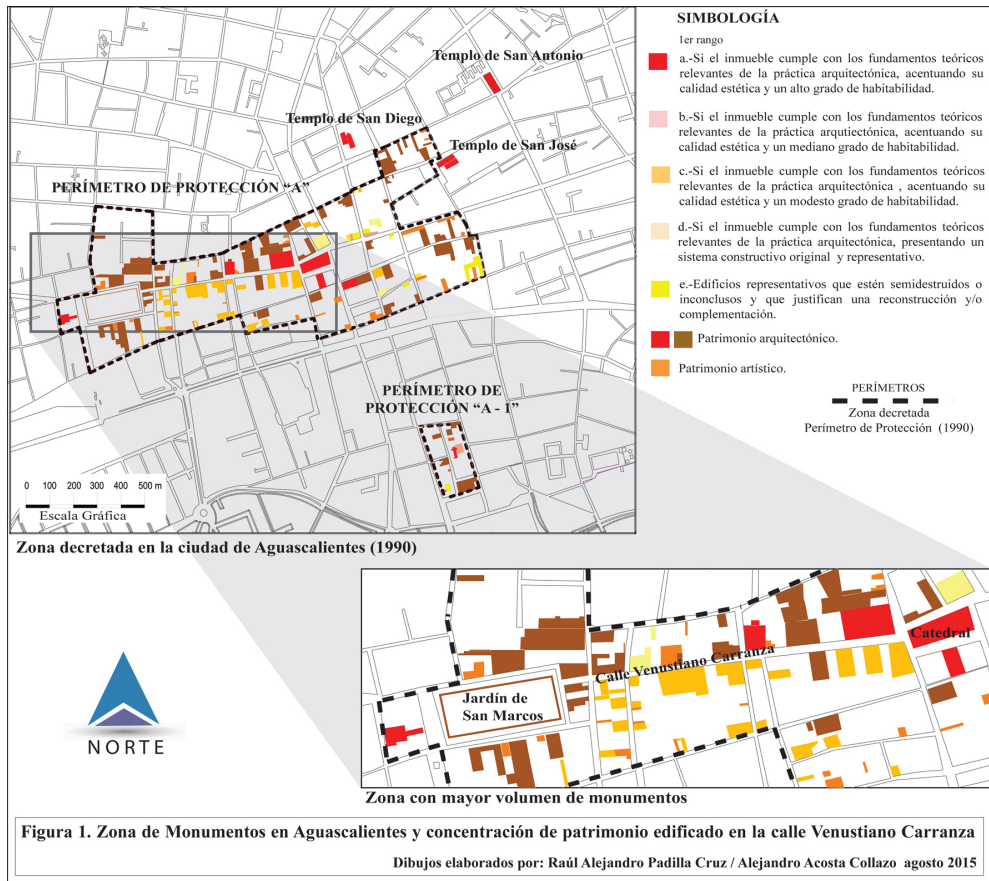 Templo de San Antonio
Templo de San Diego
Templo de San José
PERÍMETRO DE PROTECCIÓN “A”
PERÍMETRO DE
PROTECCIÓN “A - 1”
0 100 200 300 400 500 m
Escala Gráfica
Zona decretada en la ciudad de Aguascalientes (1990)
SIMBOLOGÍA
1er rango
a.-Si el inmueble cumple con los fundamentos teóricos
relevantes de la práctica arquitectónica, acentuando su
calidad estética y un alto grado de habitabilidad.
b.-Si el inmueble cumple con los fundamentos teóricos
relevantes de la práctica arqutiectónica, acentuando su
calidad estética y un mediano grado de habitabilidad.
c.-Si el inmueble cumple con los fundamentos teóricos
relevantes de la práctica arquitectónica , acentuando su
calidad estética y un modesto grado de habitabilidad.
d.-Si el inmueble cumple con los fundamentos teóricos
relevantes de la práctica arquitectónica, presentando un
sistema constructivo original y representativo.
e.-Edificios representativos que estén semidestruidos o
inconclusos y que justifican una reconstrucción y/o
complementación.
Patrimonio arquitectónico.
Patrimonio artístico.
PERÍMETROS
Zona decretada
Perímetro de Protección (1990)
NORTE
Catedral
Calle Venustiano Carranza
Jardín de
San Marcos
Zona con mayor volumen de monumentos
Figura 1. Zona de Monumentos en Aguascalientes y concentración de patrimonio edificado en la calle Venustiano Carranza
Dibujos elaborados por: Raúl Alejandro Padilla Cruz / Alejandro Acosta Collazo agosto 2015